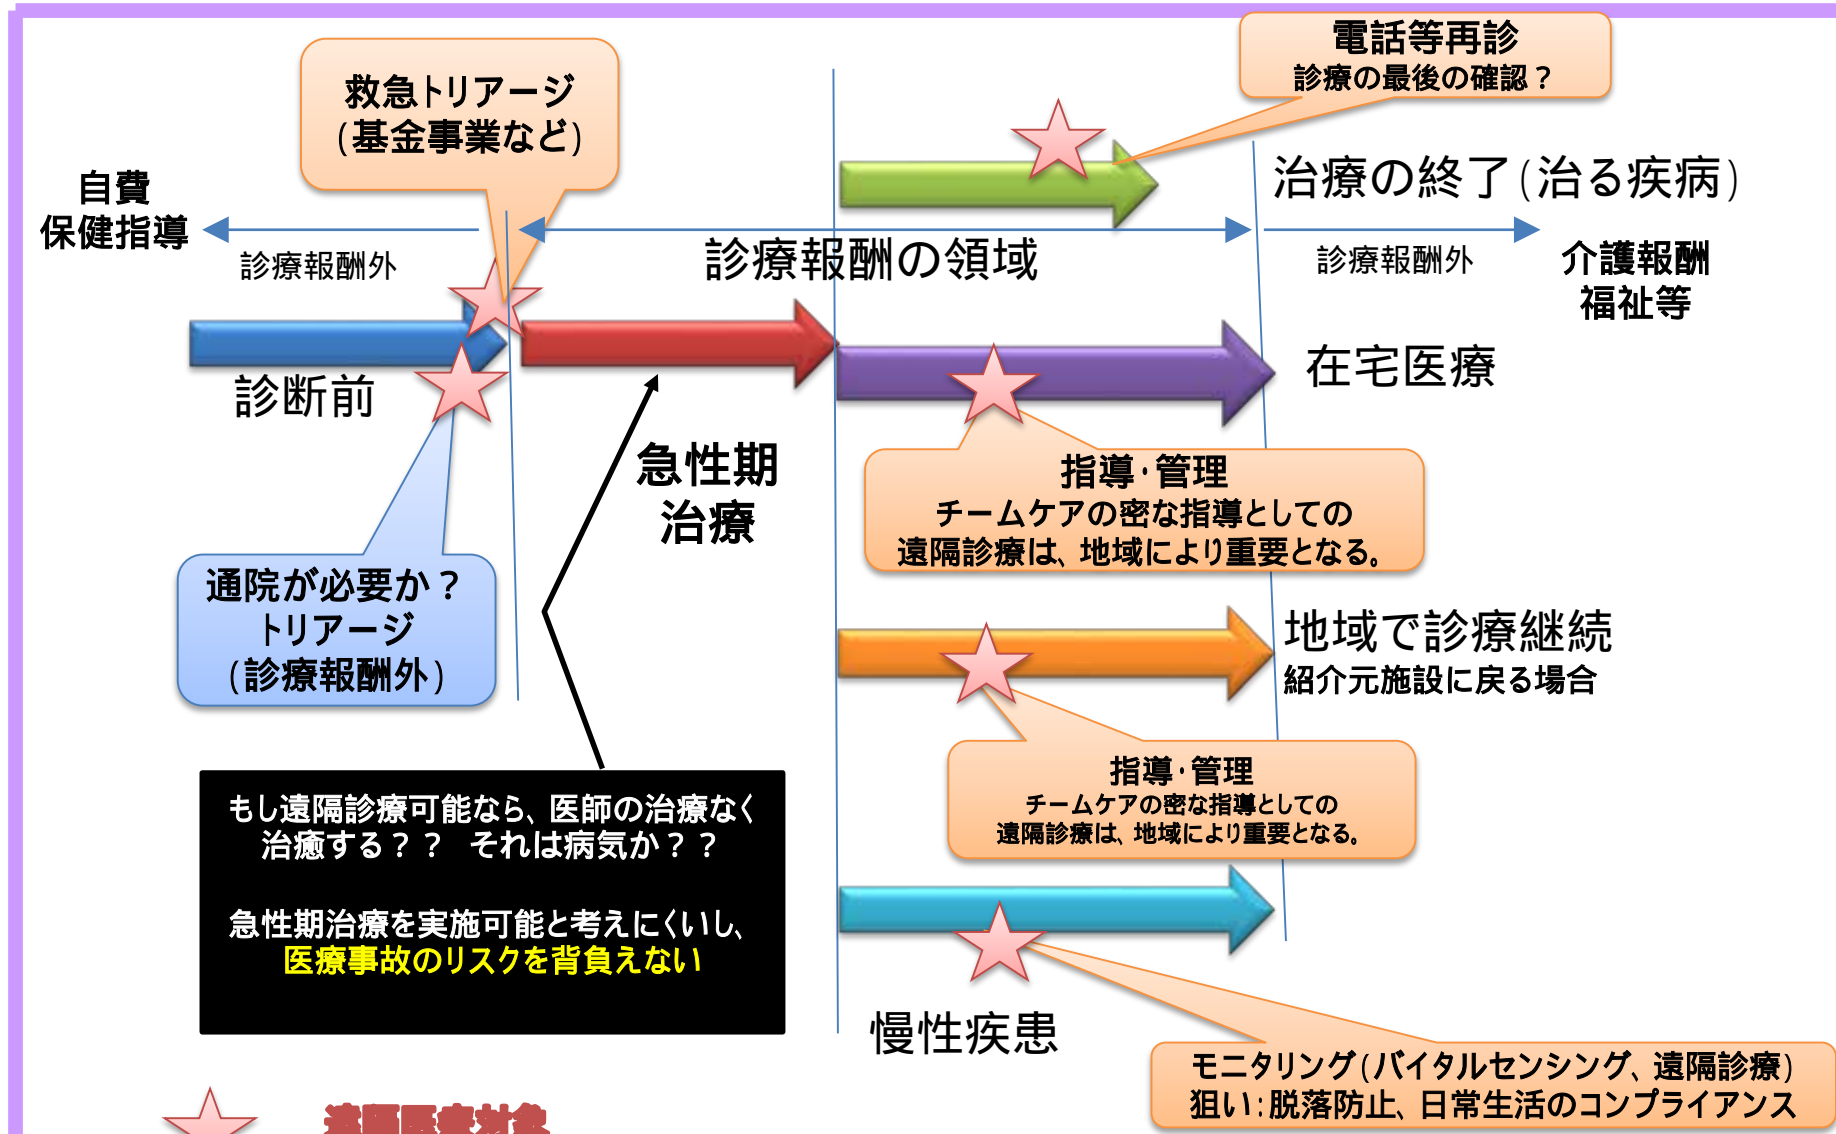 電話等再診
診療の最後の確認？
救急トリアージ
(基金事業など)
自費
保健指導
診療報酬外
診療報酬の領域
治療の終了(治る疾病)
診療報酬外
介護報酬
福祉等
診断前
在宅医療
急性期
治療
指導・管理
チームケアの密な指導としての
遠隔診療は、地域により重要となる。
通院が必要か？
トリアージ
(診療報酬外)
地域で診療継続
紹介元施設に戻る場合
指導・管理
チームケアの密な指導としての
遠隔診療は、地域により重要となる。
もし遠隔診療可能なら、医師の治療なく
治癒する？？　それは病気か？？
急性期治療を実施可能と考えにくいし、
医療事故のリスクを背負えない
慢性疾患
モニタリング(バイタルセンシング、遠隔診療)
狙い：脱落防止、日常生活のコンプライアンス
遠隔医療対象